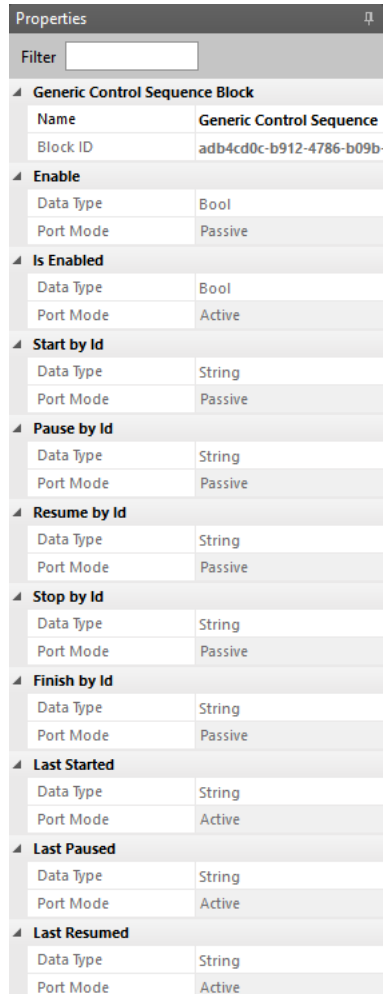 Properties
Filter
Generic Control Sequence Block
Name Generic Control Sequence
Block ID adb4cd0c-b912-4786-b09b-
Enable
Data Type Bool
Port Mode Passive
Is Enabled
Data Type Bool
Port Mode Active
Start by Id
Data Type String
Port Mode Passive
Pause by Id
Data Type String
Port Mode Passive
Resume by Id
Data Type String
Port Mode Passive
Stop by Id
Data Type String
Port Mode Passive
Finish by Id
Data Type String
Port Mode Passive
Last Started
Data Type String
Port Mode Active
Last Paused
Data Type String
Port Mode Active
Last Resumed
Data Type String
Port Mode Active